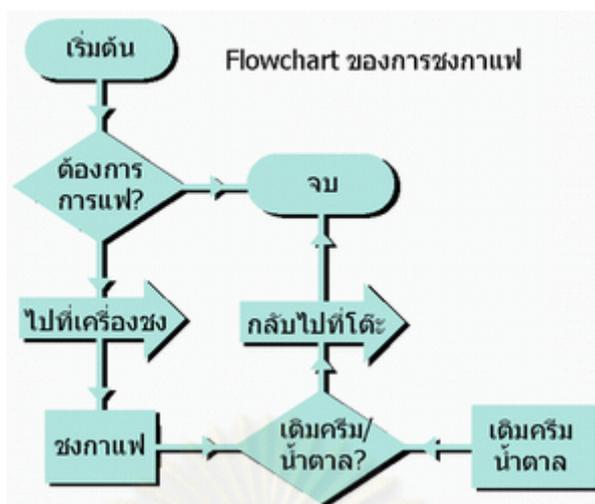 เริ่มต้น
Flowchart ของการชงกาแฟ
ต้องการ
การแฟ?
จบ
ไปที่เครื่องชง
กลับไปที่โต๊ะ
ชงกาแฟ
เติมครีม/
น้ำตาล?
เติมครีม
น้ำตาล